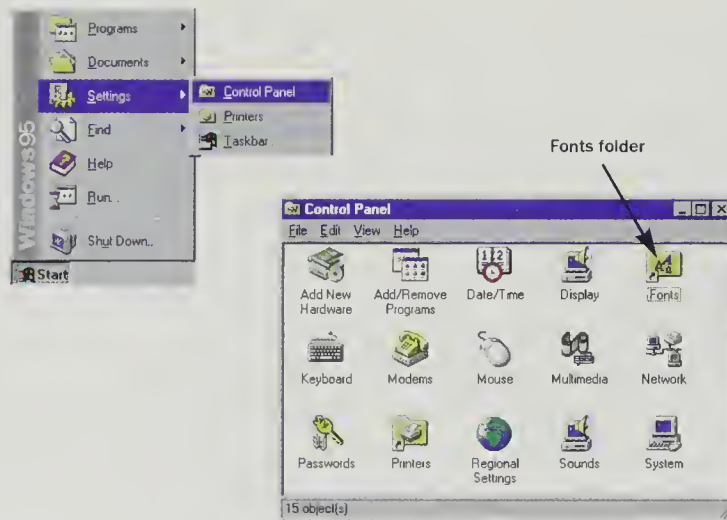 Programs
Documents
Settings
Find
Help
Run...
Shut Down...
Start
Windows95
Control Panel
Printers
Taskbar...
Fonts folder
Control Panel
File Edit View Help
Add New Hardware
Add/Remove Programs
Date/Time
Display
Fonts
Keyboard
Modems
Mouse
Multimedia
Network
Passwords
Printers
Regional Settings
Sounds
System
15 object(s)